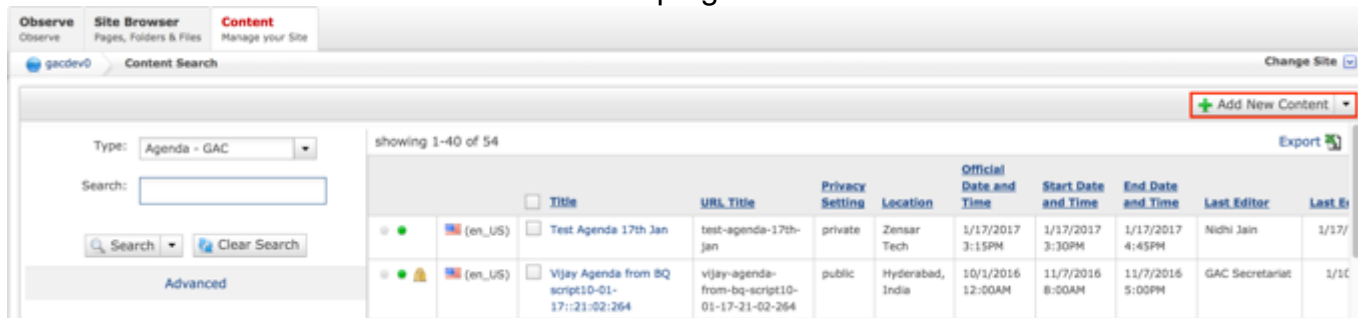 Observe Site Browser Content
Observe Pages, Folders & Files Manage your Site
gacdev0 Content Search Change Site
Add New Content
Type: Agenda - GAC showing 1-40 of 54 Export
Search:
Title URL Title Privacy Setting Location Official Date and Time Start Date and Time End Date and Time Last Editor
(en_US) Test Agenda 17th Jan test-agenda-17th-jan private Zensar Tech 1/17/2017 3:15PM 1/17/2017 3:30PM 1/17/2017 4:45PM Nidhi Jain 1/17/
Search Clear Search
Advanced
(en_US) Vijay Agenda from BQ script10-01-17::21:02:264 vijay-agenda-from-bq-script10-01-17-21-02-264 public Hyderabad, India 10/1/2016 12:00AM 11/7/2016 8:00AM 11/7/2016 5:00PM GAC Secretariat